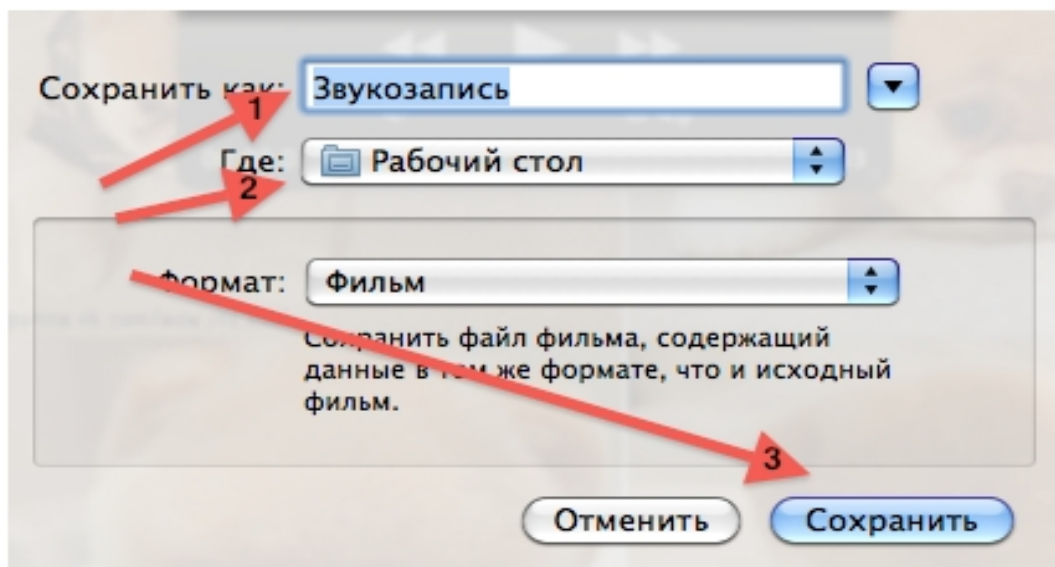 Сохранить как: Звукозапись
1
Где: Рабочий стол
2
Формат: Фильм
Сохранить файл фильма, содержащий
данные в том же формате, что и исходный
фильм.
3
Отменить Сохранить